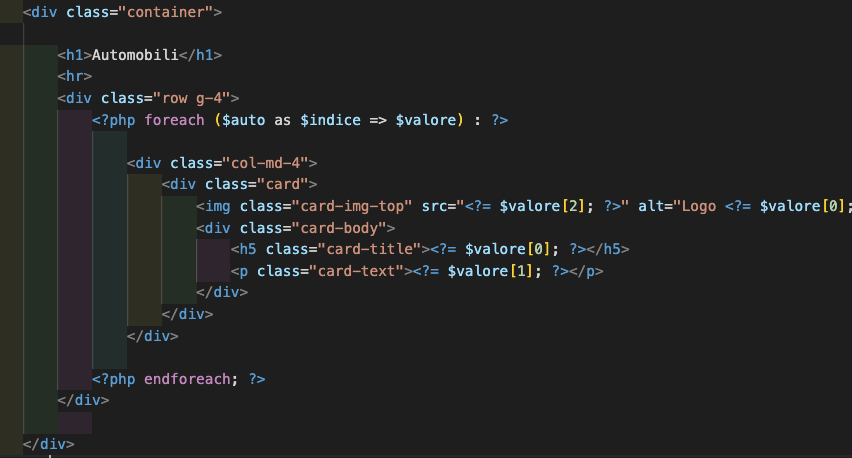 <div class="container">
<h1>Automobili</h1>
<hr>
<div class="row g-4">
<?php foreach ($auto as $indice => $valore) : ?>
<div class="col-md-4">
<div class="card">
<img class="card-img-top" src="<?= $valore[2]; ?>" alt="Logo <?= $valore[0];
<div class="card-body">
<h5 class="card-title"><?= $valore[0]; ?></h5>
<p class="card-text"><?= $valore[1]; ?></p>
</div>
</div>
</div>
<?php endforeach; ?>
</div>
</div>